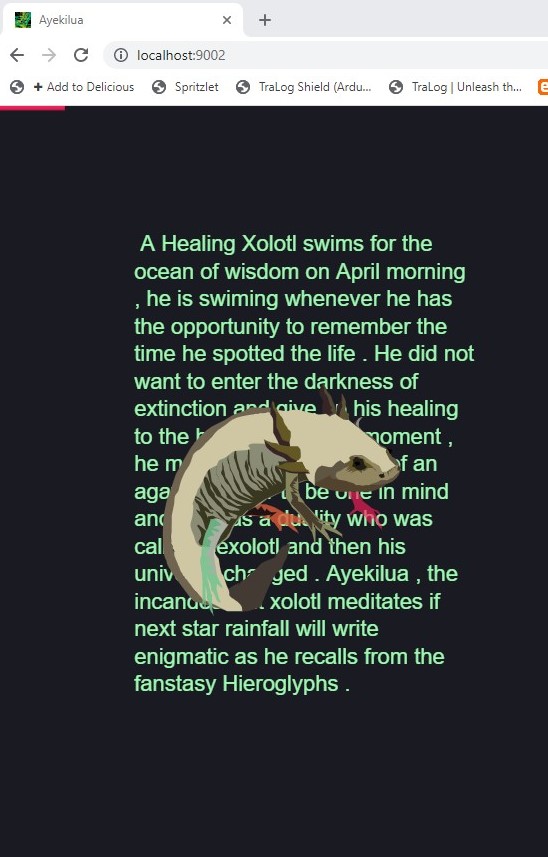 Ayekilua
localhost:9002
+ Add to Delicious Spritzlet TraLog Shield (Ardu... TraLog | Unleash th...
A Healing Xolotl swims for the
ocean of wisdom on April morning
, he is swiming whenever he has
the opportunity to remember the
time he spotted the life . He did not
want to enter the darkness of
extinction and give his healing
to the moment ,
he of an
be one in mind
a duality who was
and then his
changed . Ayekilua , the
xolotl meditates if
next star rainfall will write
enigmatic as he recalls from the
fanstasy Hieroglyphs .